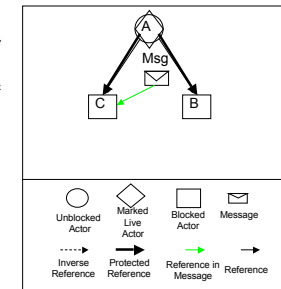 A
Msg
C
B
Unblocked Actor
Marked Live Actor
Blocked Actor
Message
Inverse Reference
Protected Reference
Reference in Message
Reference